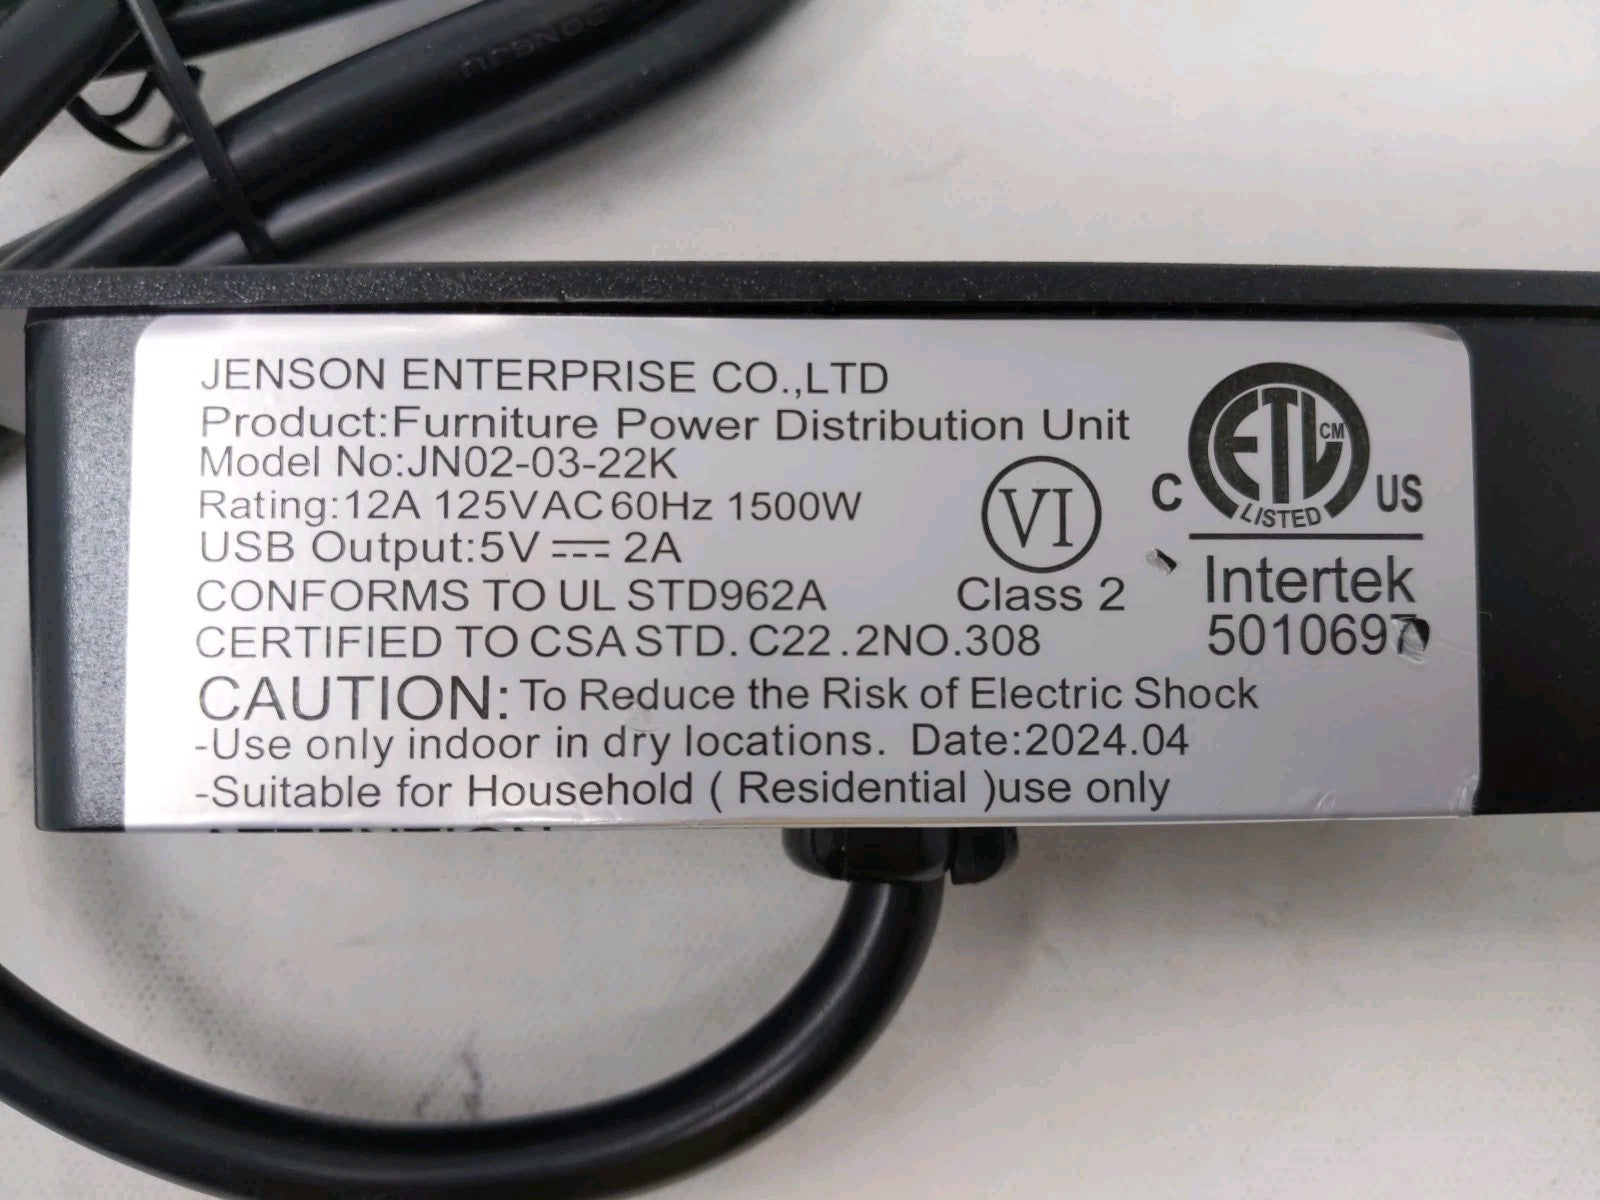 JENSON ENTERPRISE CO.,LTD
Product:Furniture Power Distribution Unit
Model No:JN02-03-22K
Rating:12A 125VAC 60Hz 1500W
USB Output:5V ⎓ 2A
CONFORMS TO UL STD962A
CERTIFIED TO CSA STD. C22.2NO.308
VI
Class 2
C ETL CM US
LISTED
Intertek
5010697
CAUTION: To Reduce the Risk of Electric Shock
-Use only indoor in dry locations. Date:2024.04
-Suitable for Household ( Residential )use only
ATTENTION